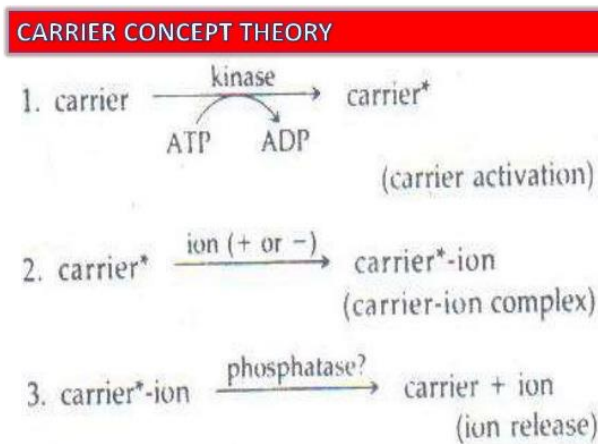 CARRIER CONCEPT THEORY
kinase
1. carrier carrier*
ATP ADP
(carrier activation)
ion (+ or −)
2. carrier* carrier*-ion
(carrier-ion complex)
phosphatase?
3. carrier*-ion carrier + ion
(ion release)